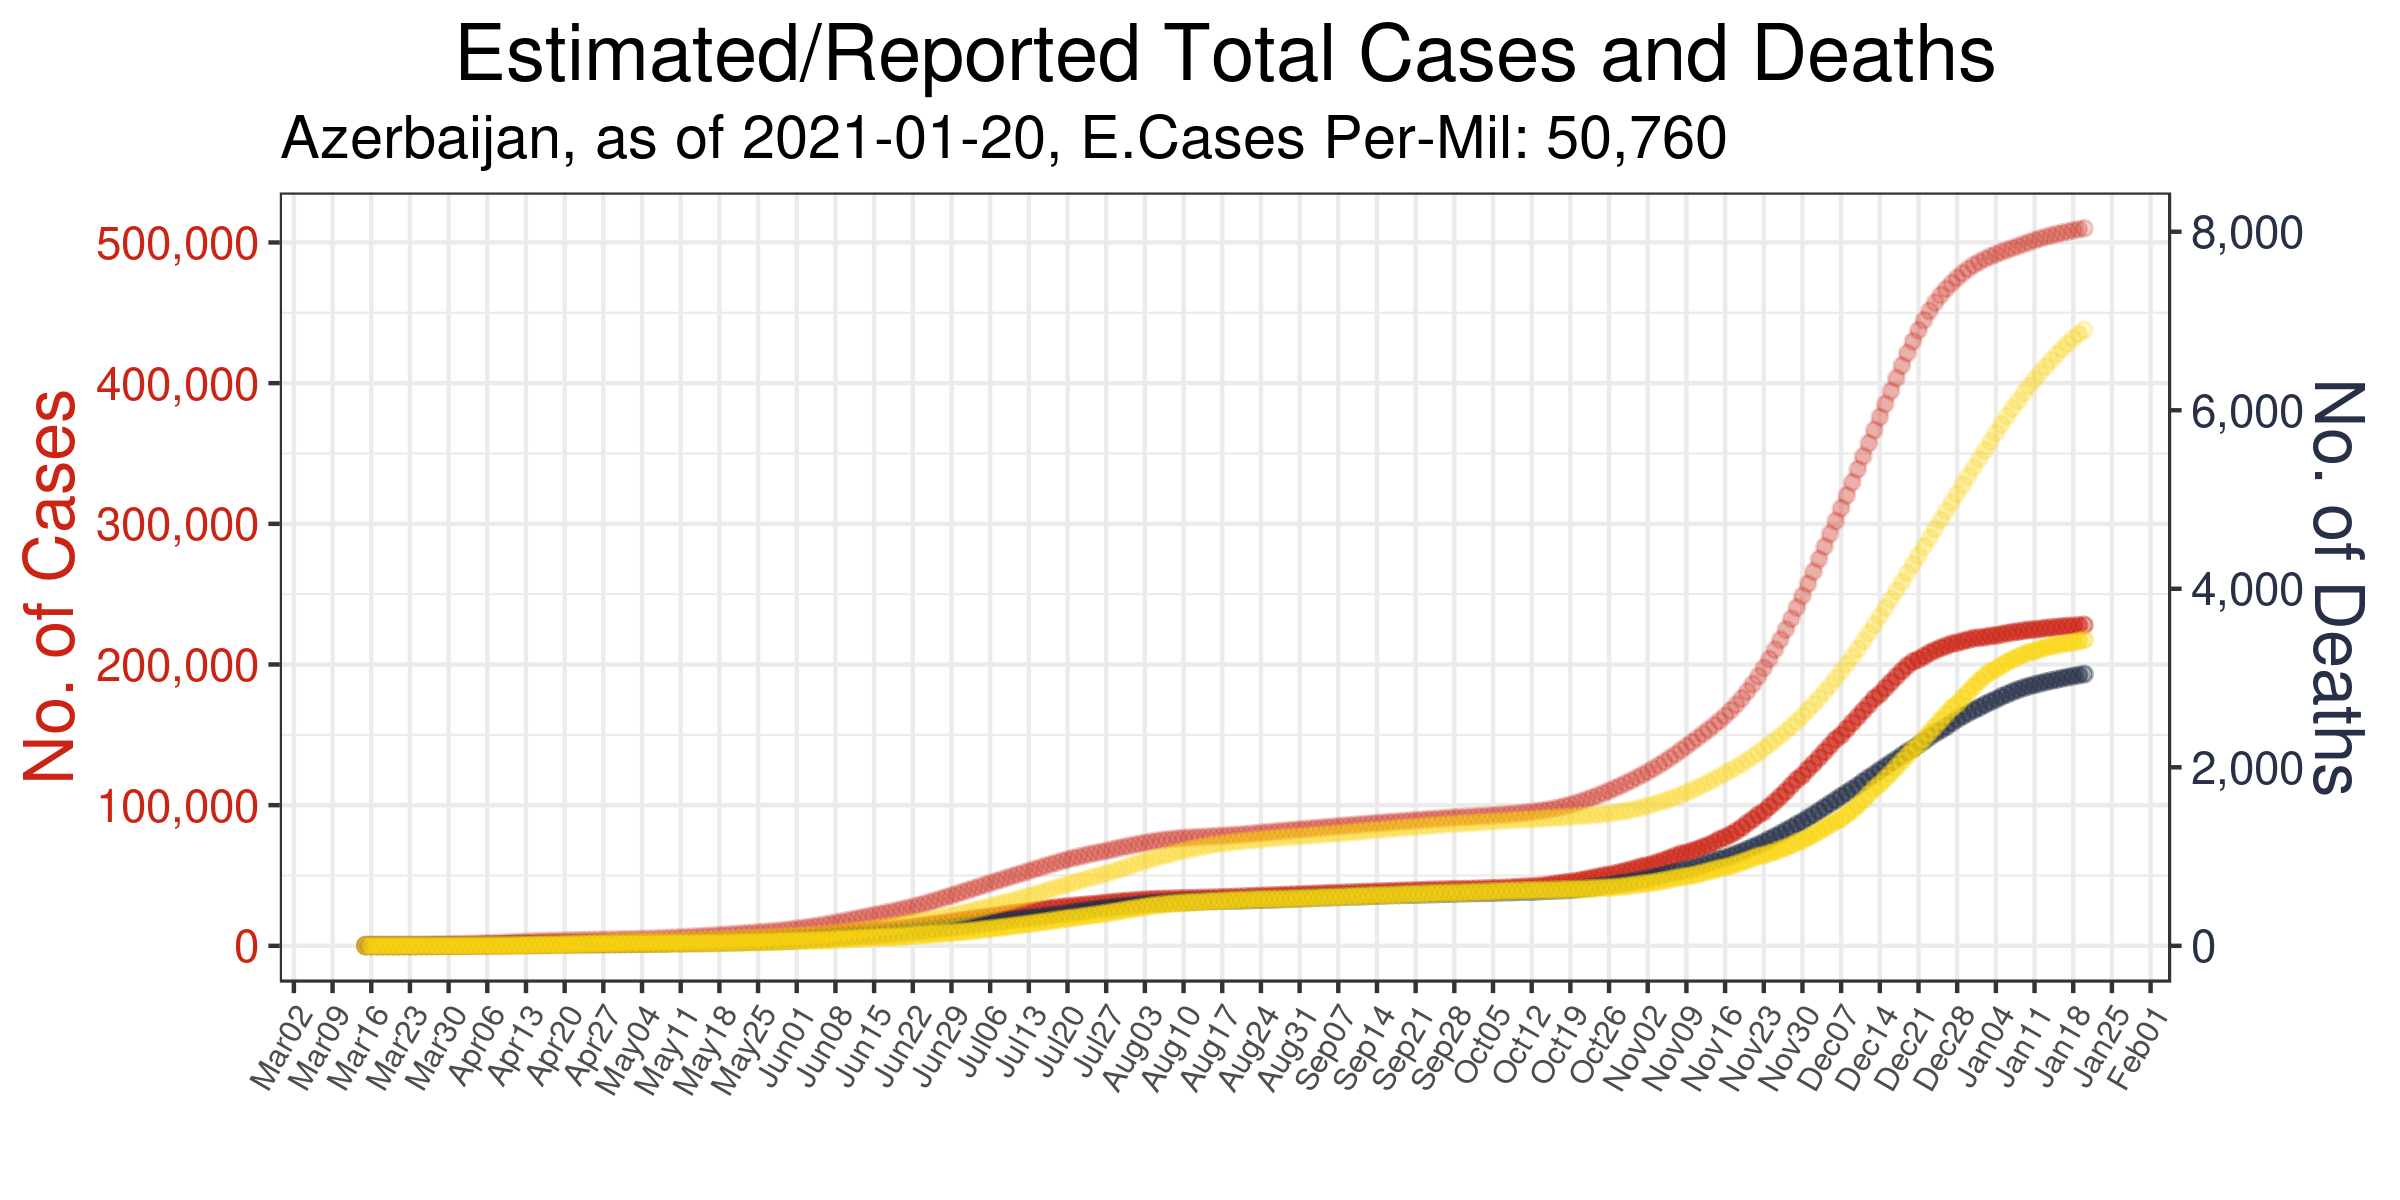 Estimated/Reported Total Cases and Deaths
Azerbaijan, as of 2021-01-20, E.Cases Per-Mil: 50,760
No. of Cases
500,000
400,000
300,000
200,000
100,000
0
8,000
6,000
4,000
2,000
0
No. of Deaths
Mar02
Mar09
Mar16
Mar23
Mar30
Apr06
Apr13
Apr20
Apr27
May04
May11
May18
May25
Jun01
Jun08
Jun15
Jun22
Jun29
Jul06
Jul13
Jul20
Jul27
Aug03
Aug10
Aug17
Aug24
Aug31
Sep07
Sep14
Sep21
Sep28
Oct05
Oct12
Oct19
Oct26
Nov02
Nov09
Nov16
Nov23
Nov30
Dec07
Dec14
Dec21
Dec28
Jan04
Jan11
Jan18
Jan25
Feb01